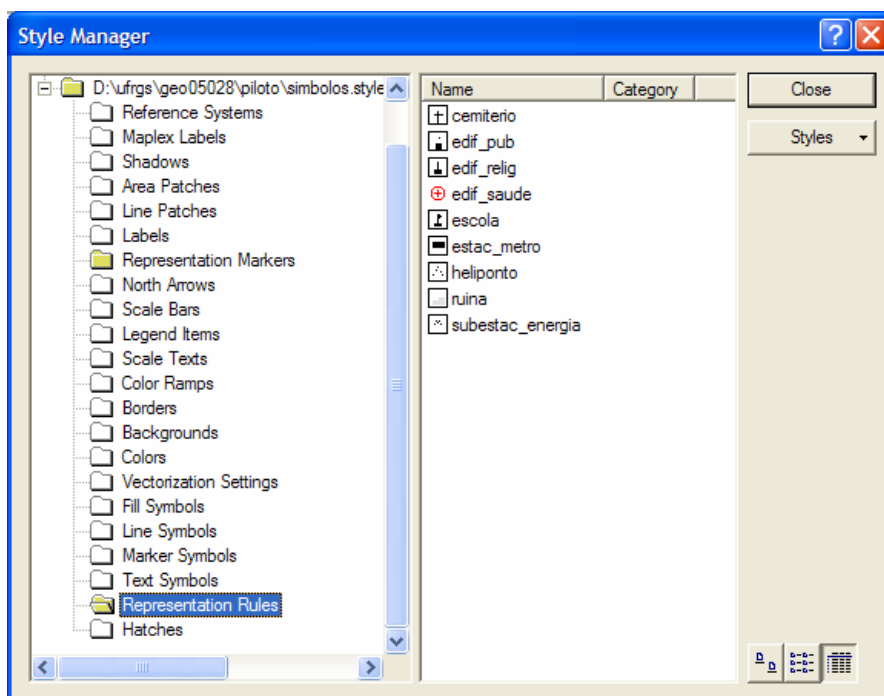 Style Manager
D:\ufrgs\geo05028\piloto\simbolos.style
Reference Systems
Maplex Labels
Shadows
Area Patches
Line Patches
Labels
Representation Markers
North Arrows
Scale Bars
Legend Items
Scale Texts
Color Ramps
Borders
Backgrounds
Colors
Vectorization Settings
Fill Symbols
Line Symbols
Marker Symbols
Text Symbols
Representation Rules
Hatches
Name Category
cemiterio
edif_pub
edif_relig
edif_saude
escola
estac_metro
heliponto
ruina
subestac_energia
Close
Styles